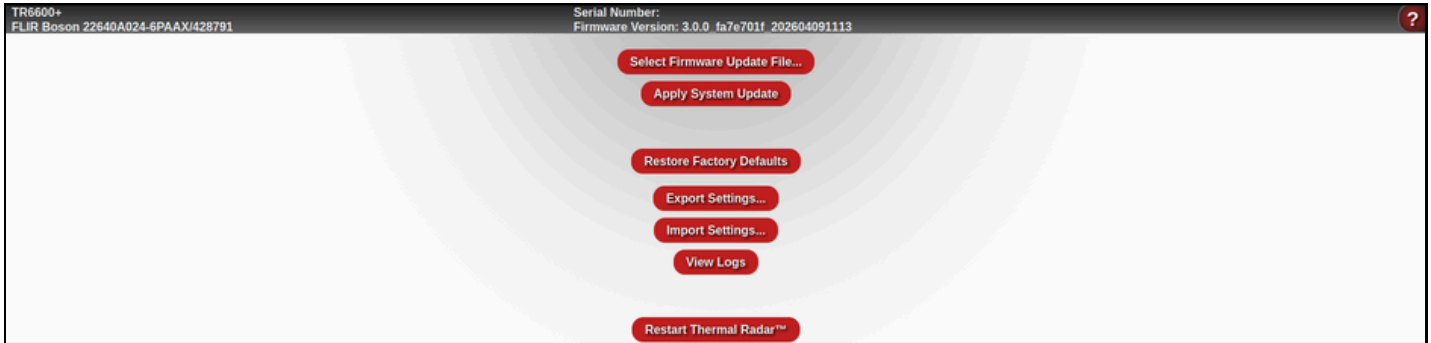 TR6600+
FLIR Boson 22640A024-6PAAX/428791
Serial Number:
Firmware Version: 3.0.0_fa7e701f_202604091113
?
Select Firmware Update File...
Apply System Update
Restore Factory Defaults
Export Settings...
Import Settings...
View Logs
Restart Thermal Radar™